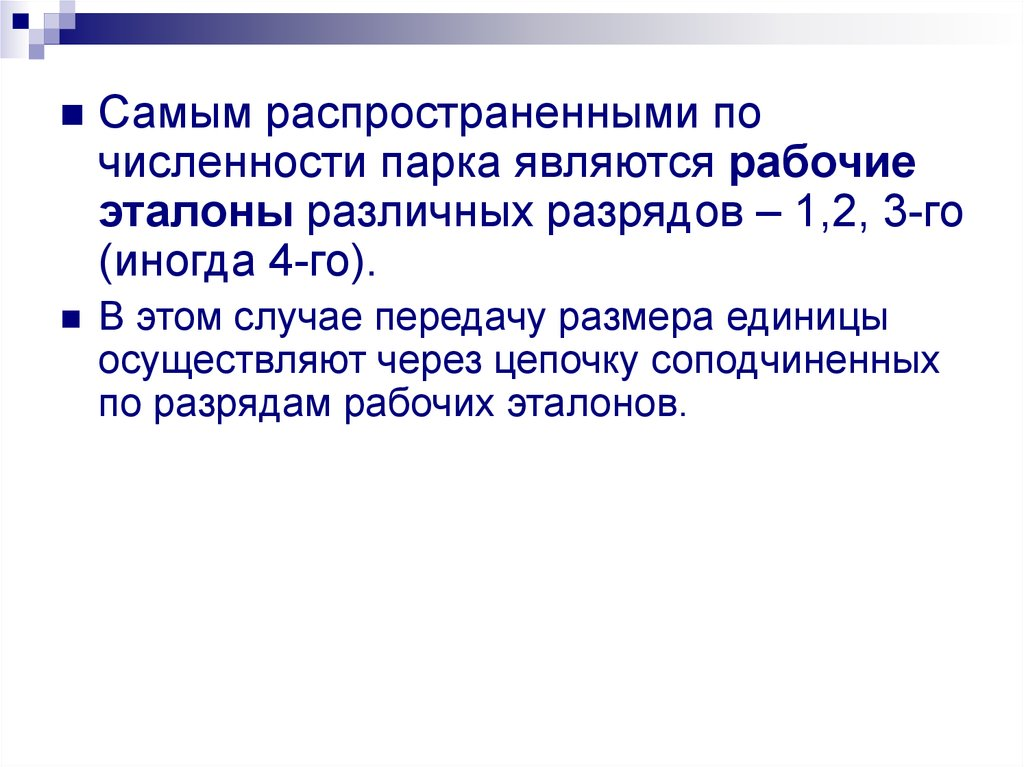 Самым распространенными по
численности парка являются рабочие
эталоны различных разрядов – 1,2, 3-го
(иногда 4-го).
В этом случае передачу размера единицы
осуществляют через цепочку соподчиненных
по разрядам рабочих эталонов.